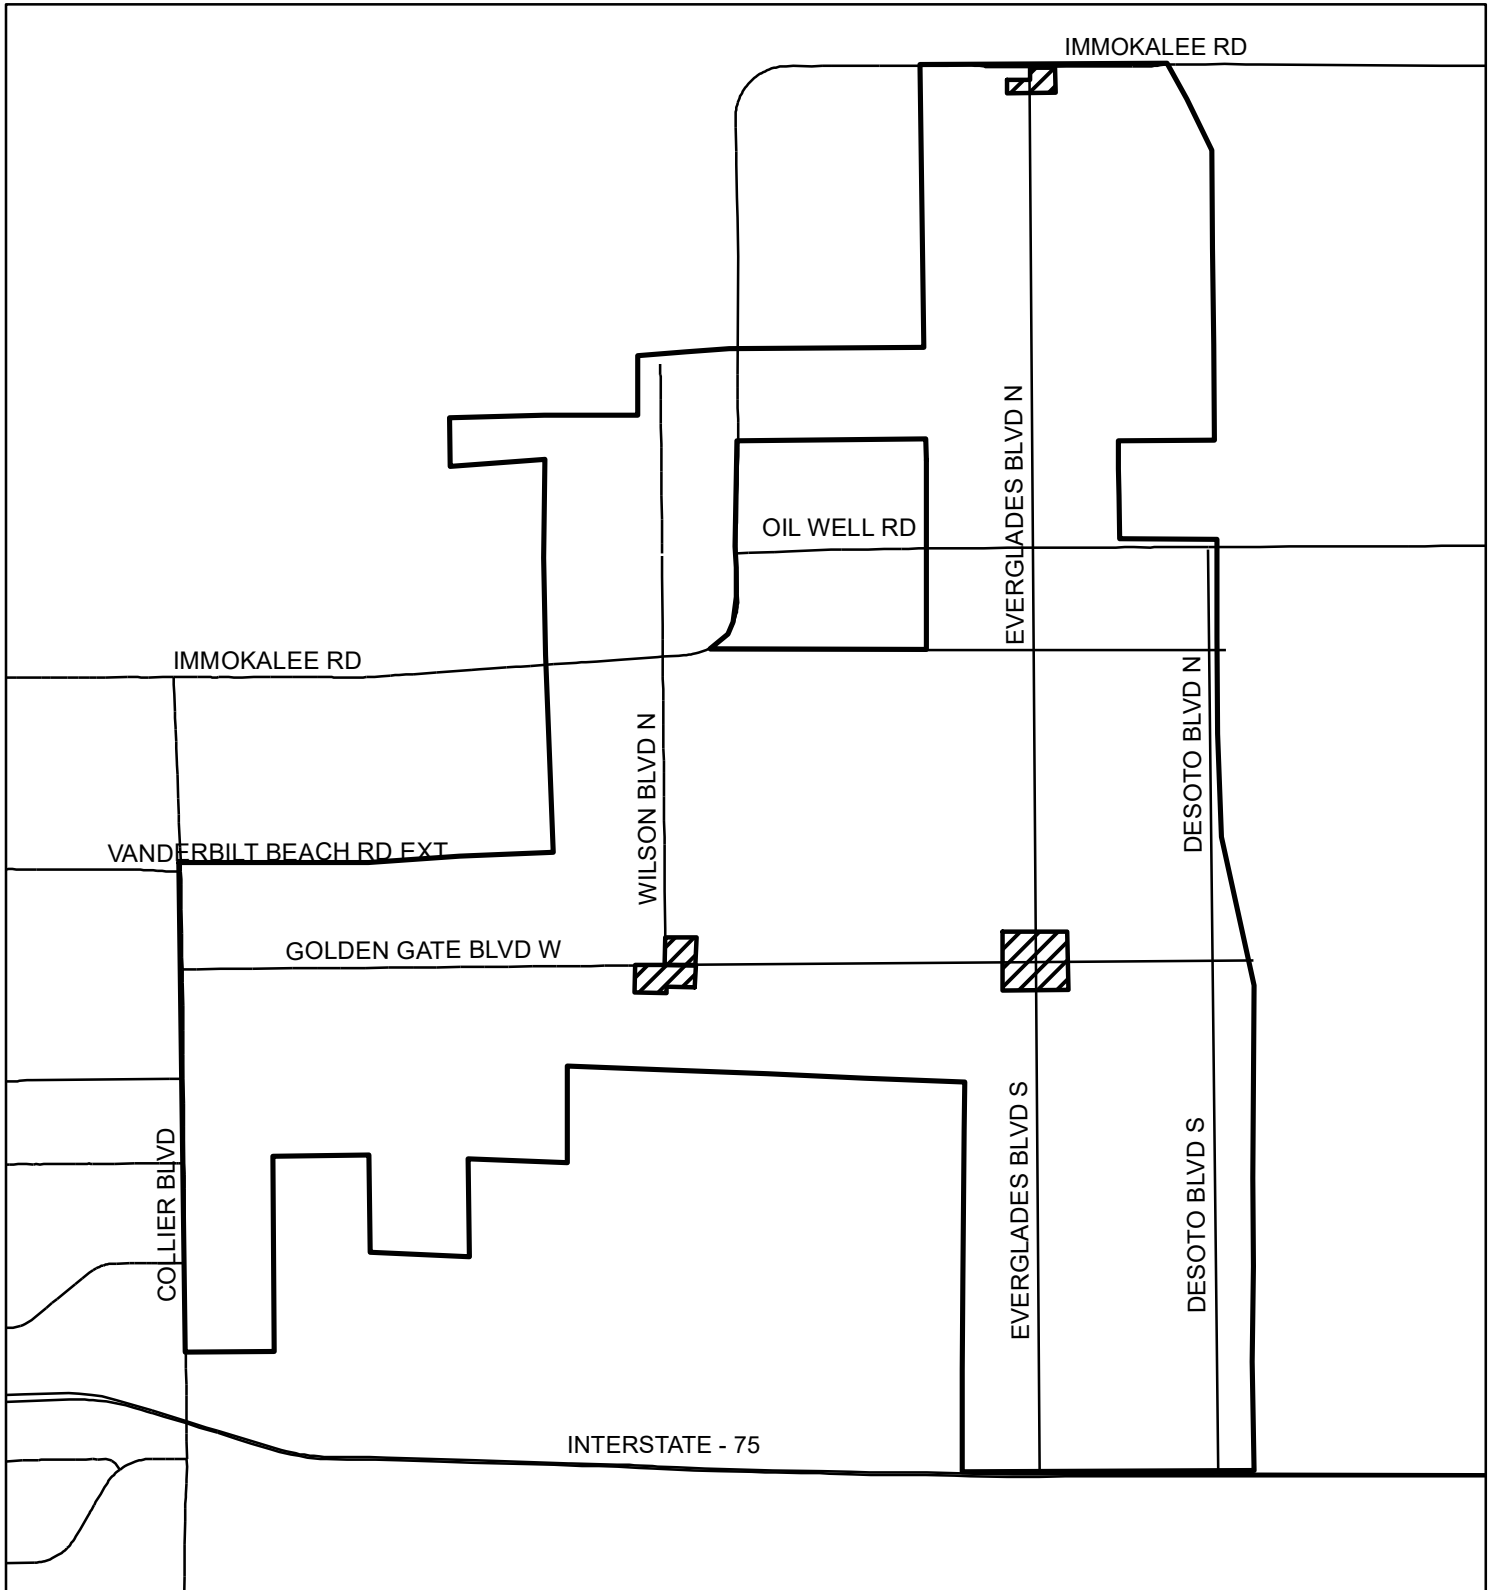 IMMOKALEE RD
EVERGLADES BLVD N
OIL WELL RD
IMMOKALEE RD
DESOTO BLVD N
WILSON BLVD N
VANDERBILT BEACH RD EXT
GOLDEN GATE BLVD W
EVERGLADES BLVD S
DESOTO BLVD S
COLLIER BLVD
INTERSTATE - 75